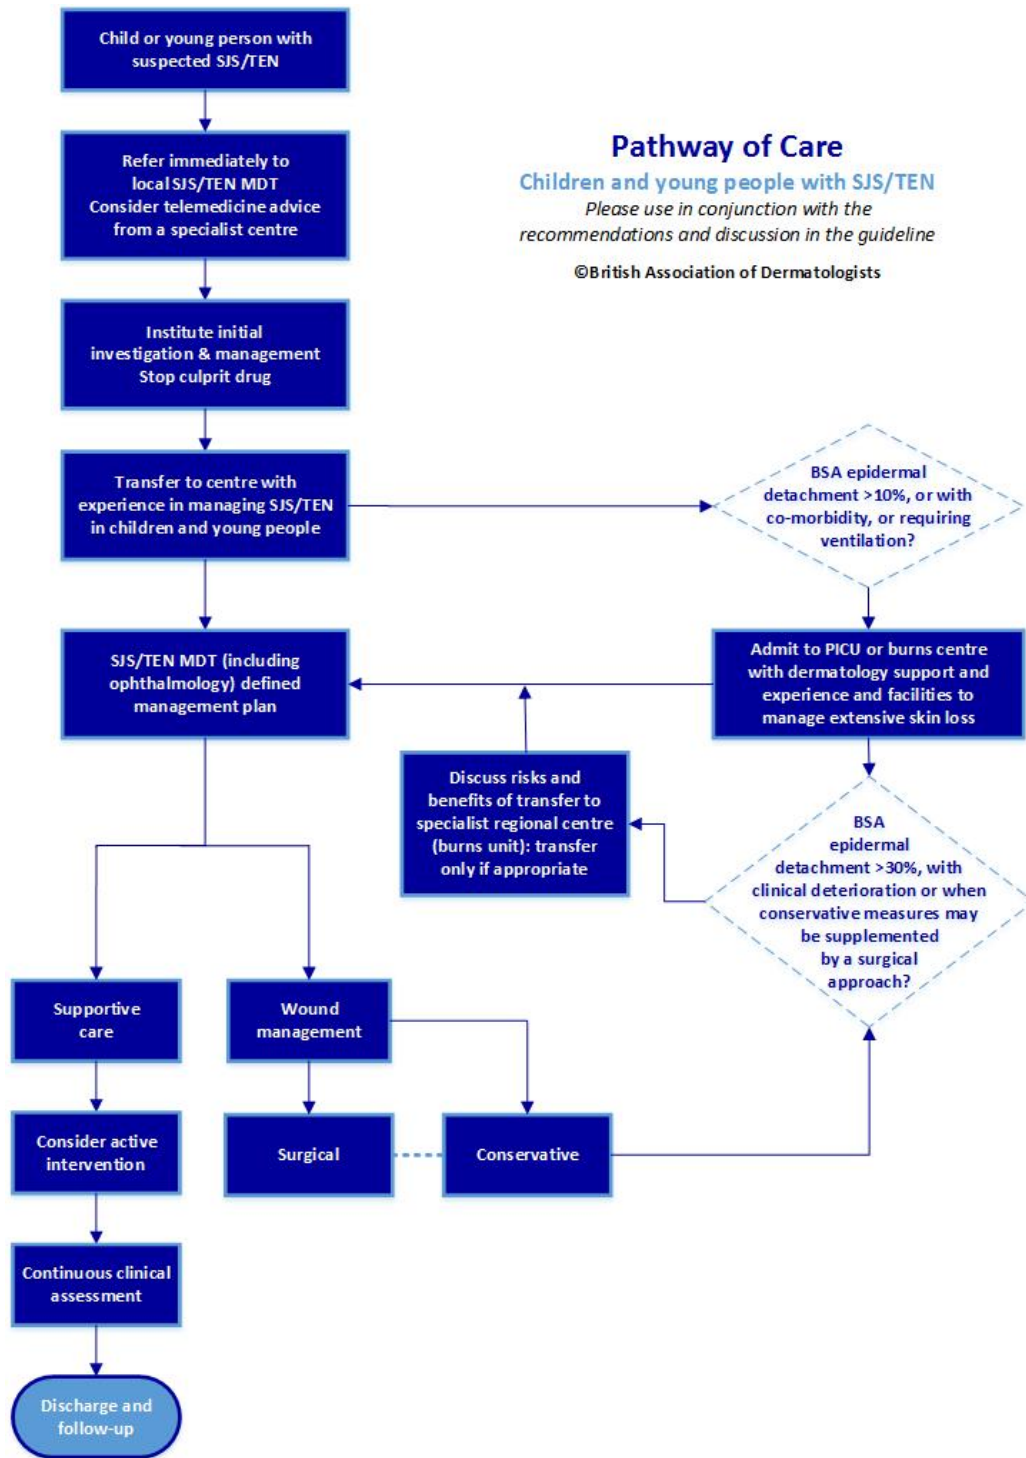 Child or young person with
suspected SJS/TEN
Refer immediately to
local SJS/TEN MDT
Consider telemedicine advice
from a specialist centre
Pathway of Care
Children and young people with SJS/TEN
Please use in conjunction with the
recommendations and discussion in the guideline
©British Association of Dermatologists
Institute initial
investigation & management
Stop culprit drug
Transfer to centre with
experience in managing SJS/TEN
in children and young people
BSA epidermal
detachment >10%, or with
co-morbidity, or requiring
ventilation?
SJS/TEN MDT (including
ophthalmology) defined
management plan
Admit to PICU or burns centre
with dermatology support and
experience and facilities to
manage extensive skin loss
Discuss risks and
benefits of transfer to
specialist regional centre
(burns unit): transfer
only if appropriate
BSA
epidermal
detachment >30%, with
clinical deterioration or when
conservative measures may
be supplemented
by a surgical
approach?
Supportive
care
Wound
management
Consider active
intervention
Surgical
Conservative
Continuous clinical
assessment
Discharge and
follow-up